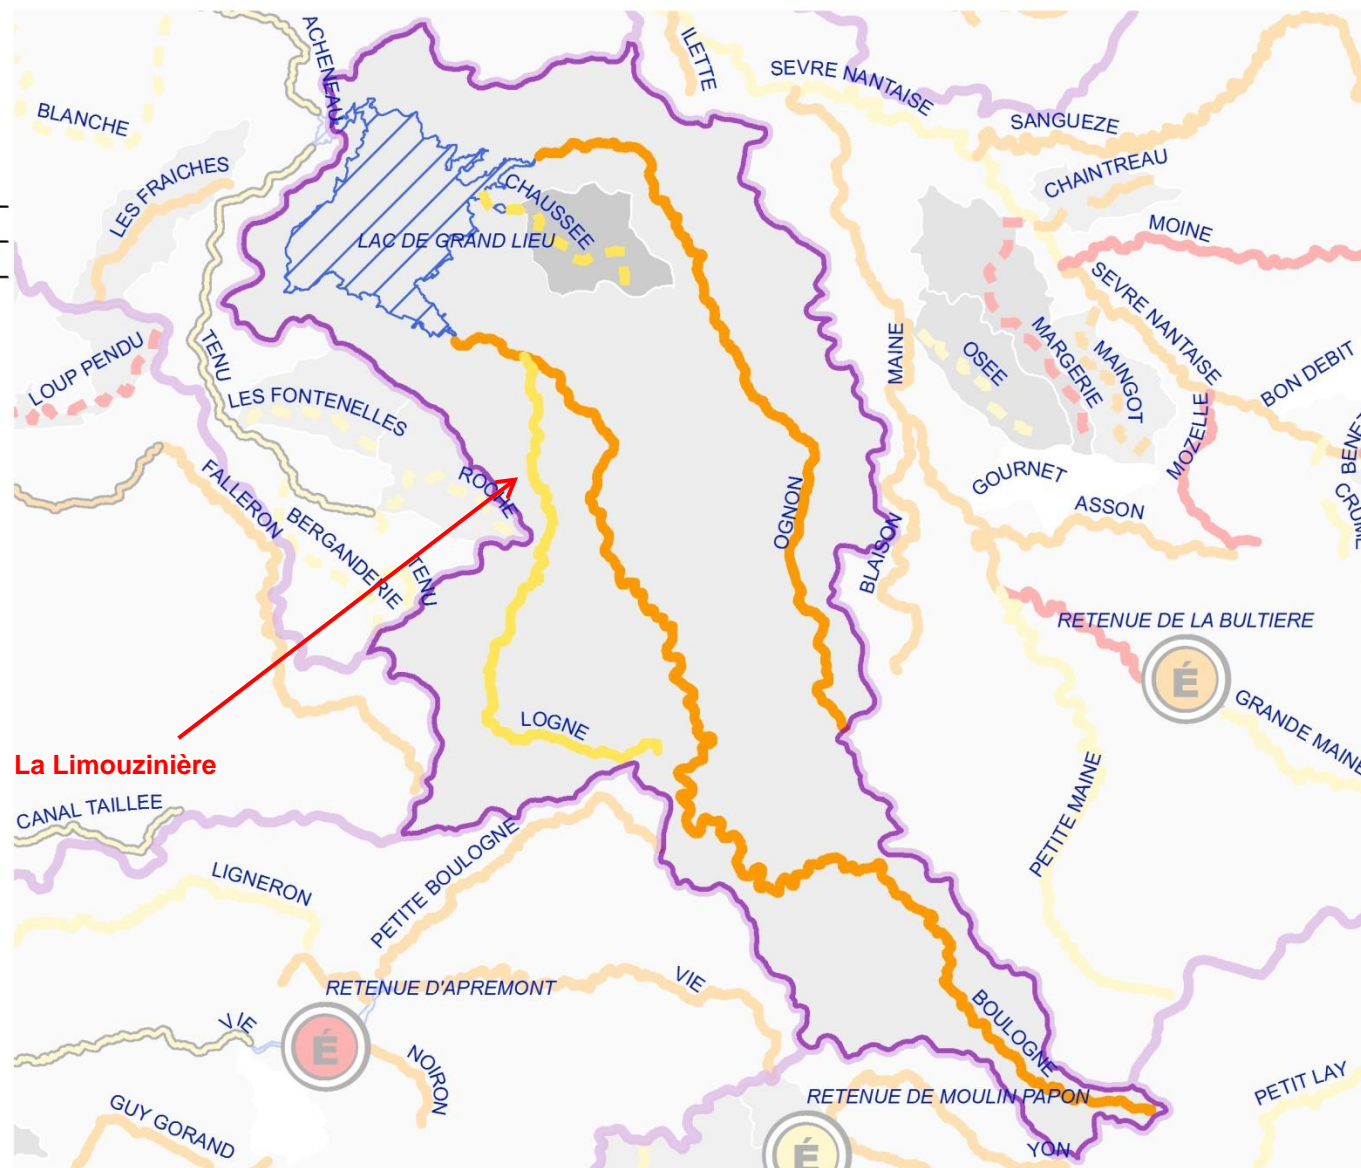 ACHENEAU
ILETTE
SEVRE NANTAISE
BLANCHE
SANGUEZE
LES FRAICHES
CHAINTREAU
CHAUSSEE
MOINE
LAC DE GRAND LIEU
SEVRE NANTAISE
LOUP PENDU
TENU
MAINE
OSEE
MARGERIE
MAINGOT
BON DEBIT
LES FONTENELLES
MOZELLE
BENET
CRUME
ROCHE
GOURNET
FALLERON
ASSON
OGNON
BERGANDERIE
TENU
BLAISON
RETENUE DE LA BULTIERE
É
GRANDE MAINE
LOGNE
La Limouzinière
CANAL TAILLEE
PETITE MAINE
PETITE BOULOGNE
LIGNERON
RETENUE D'APREMONT
VIE
VIE
É
BOULOGNE
NOIRON
RETENUE DE MOULIN PAPON
PETIT LAY
GUY GORAND
YON
É